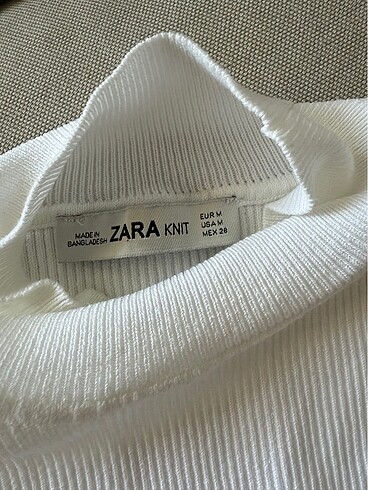 MADE IN
BANGLADESH
ZARA KNIT
EUR M
USA M
MEX 28